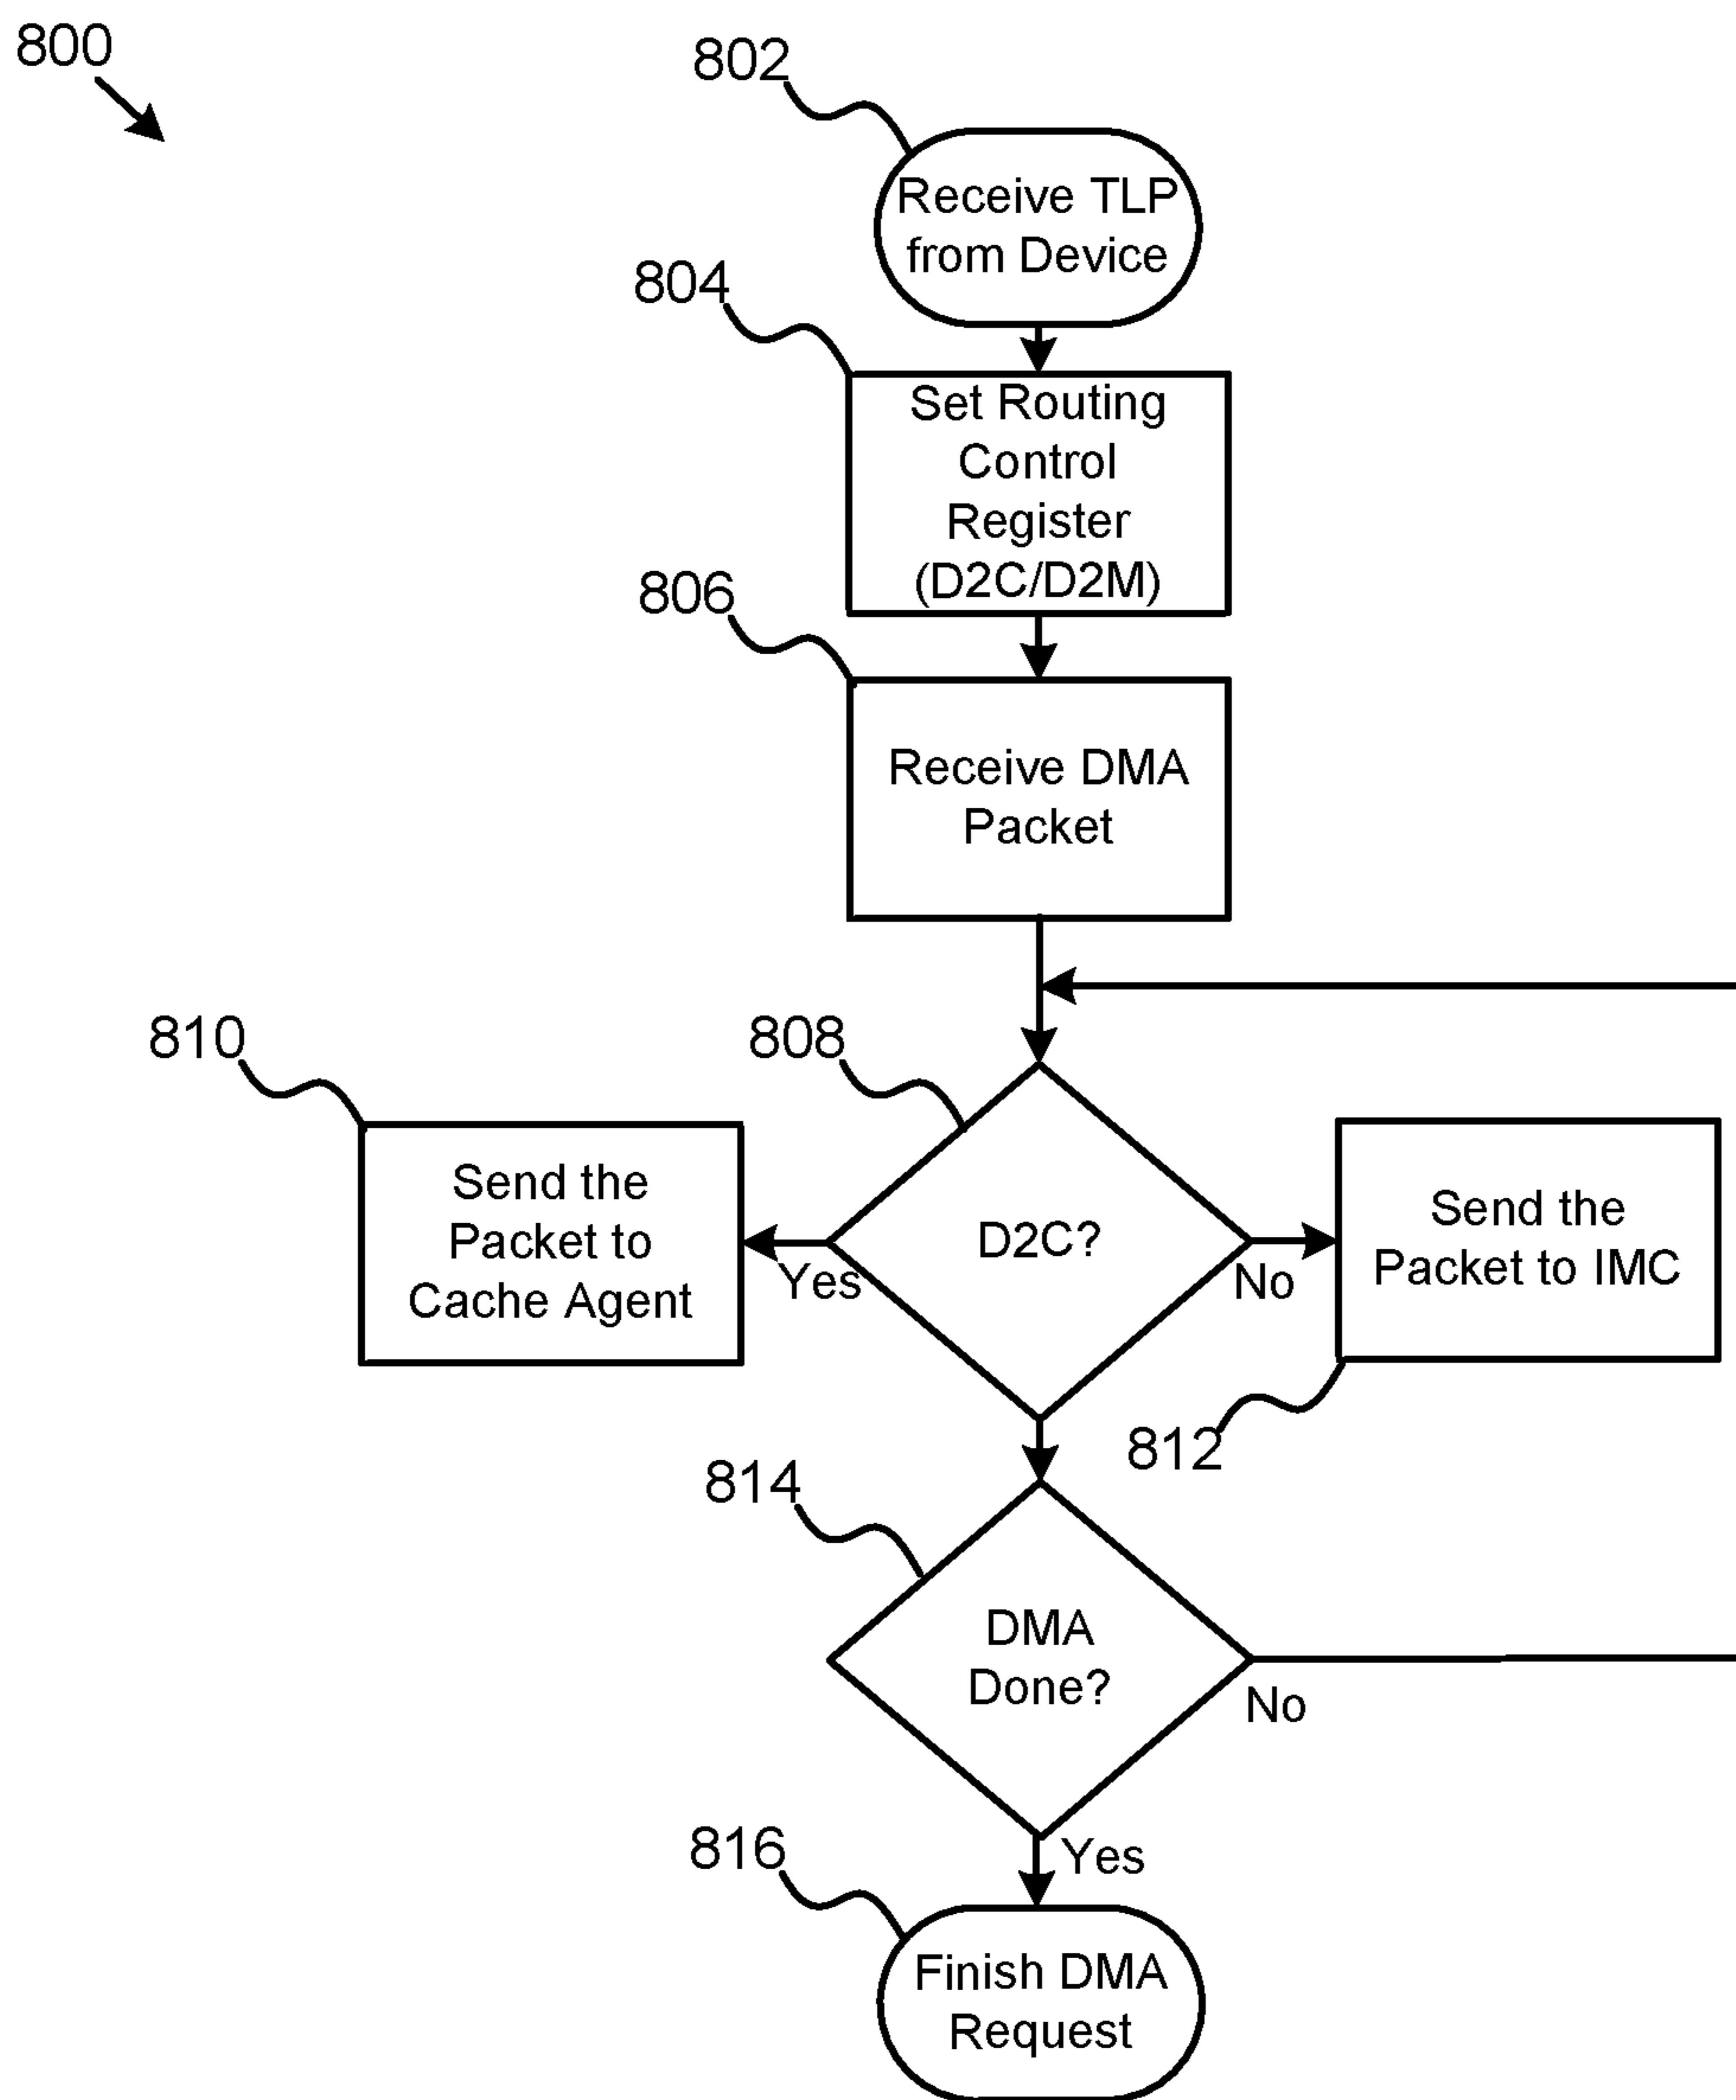 800
802
Receive TLP
from Device
804
Set Routing
Control
Register
(D2C/D2M)
806
Receive DMA
Packet
810
808
Send the
Packet to
Cache Agent
Yes
D2C?
No
Send the
Packet to IMC
812
814
DMA
Done?
No
816
Yes
Finish DMA
Request